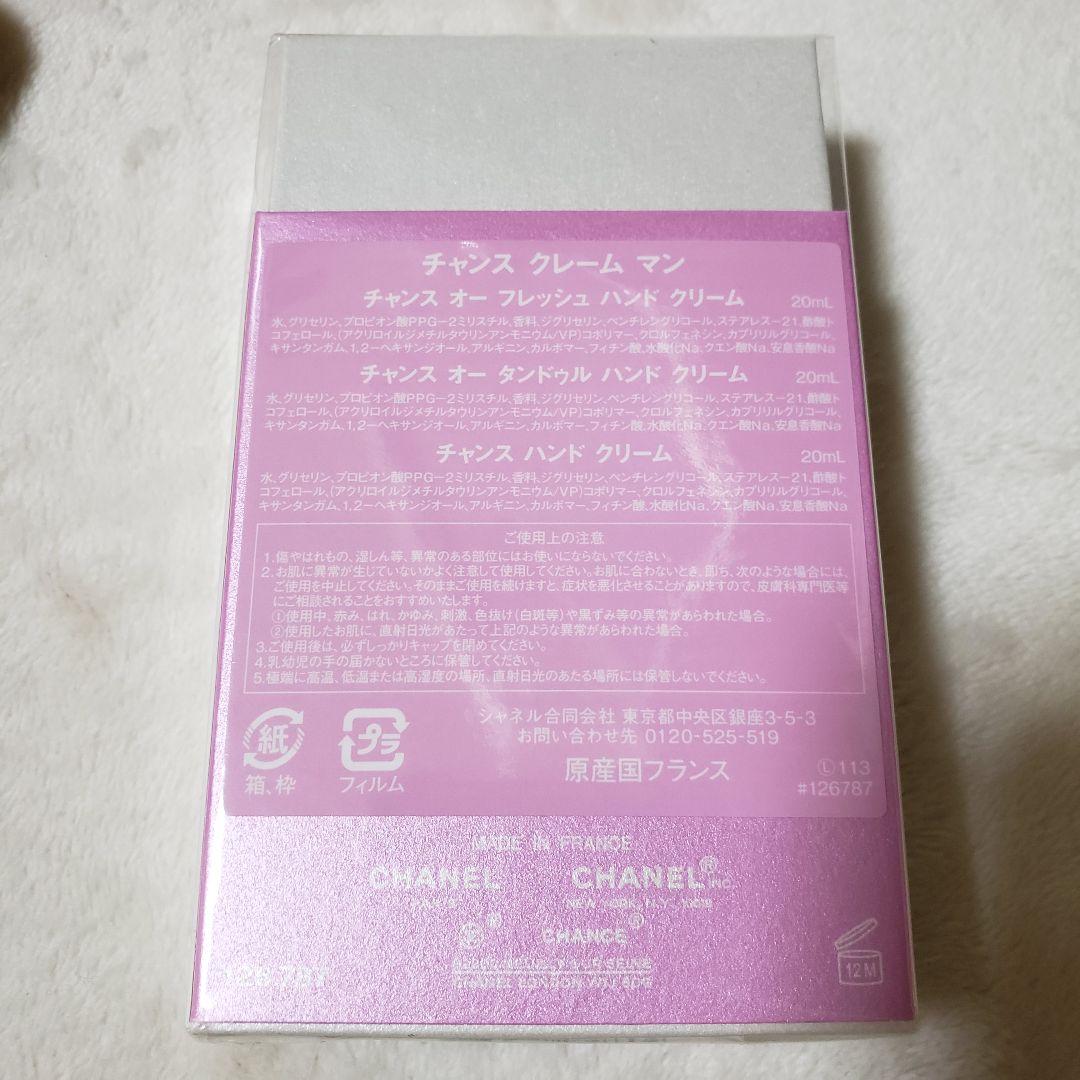 チャンス クレーム マン
チャンス オー フレッシュ ハンド クリーム 20mL
水、グリセリン、プロピオン酸PPG-2ミリスチル、香料、ジグリセリン、ペンチレングリコール、ステアレス-21、酢酸ト
コフェロール、(アクリロイルジメチルタウリンアンモニウム/VP)コポリマー、クロルフェネシン、カプリリルグリコール、
キサンタンガム、1,2-ヘキサンジオール、アルギニン、カルボマー、フィチン酸、水酸化Na、クエン酸Na、安息香酸Na
チャンス オー タンドゥル ハンド クリーム 20mL
水、グリセリン、プロピオン酸PPG-2ミリスチル、香料、ジグリセリン、ペンチレングリコール、ステアレス-21、酢酸ト
コフェロール、(アクリロイルジメチルタウリンアンモニウム/VP)コポリマー、クロルフェネシン、カプリリルグリコール、
キサンタンガム、1,2-ヘキサンジオール、アルギニン、カルボマー、フィチン酸、水酸化Na、クエン酸Na、安息香酸Na
チャンス ハンド クリーム 20mL
水、グリセリン、プロピオン酸PPG-2ミリスチル、香料、ジグリセリン、ペンチレングリコール、ステアレス-21、酢酸ト
コフェロール、(アクリロイルジメチルタウリンアンモニウム/VP)コポリマー、クロルフェネシン、カプリリルグリコール、
キサンタンガム、1,2-ヘキサンジオール、アルギニン、カルボマー、フィチン酸、水酸化Na、クエン酸Na、安息香酸Na
ご使用上の注意
1.傷やはれもの、湿しん等、異常のある部位にはお使いにならないでください。
2.お肌に異常が生じていないかよく注意して使用してください。お肌に合わないとき、即ち、次のような場合には、
ご使用を中止してください。そのままご使用を続けますと、症状を悪化させることがありますので、皮膚科専門医等
にご相談されることをおすすめいたします。
①使用中、赤み、はれ、かゆみ、刺激、色抜け(白斑等)や黒ずみ等の異常があらわれた場合。
②使用したお肌に、直射日光があたって上記のような異常があらわれた場合。
3.ご使用後は、必ずしっかりキャップを閉めてください。
4.乳幼児の手の届かないところに保管してください。
5.極端に高温、低温または高湿度の場所、直射日光のあたる場所には保管しないでください。
紙
箱、枠
プラ
フィルム
シャネル合同会社 東京都中央区銀座3-5-3
お問い合わせ先 0120-525-519
原産国フランス
Ⓛ113
#126787
MADE IN FRANCE
CHANEL
PARIS
CHANEL® INC.
NEW YORK, N.Y., 10019
® CHANCE®
SEINE
CHANEL LONDON W1J 6DG
126.787
12M